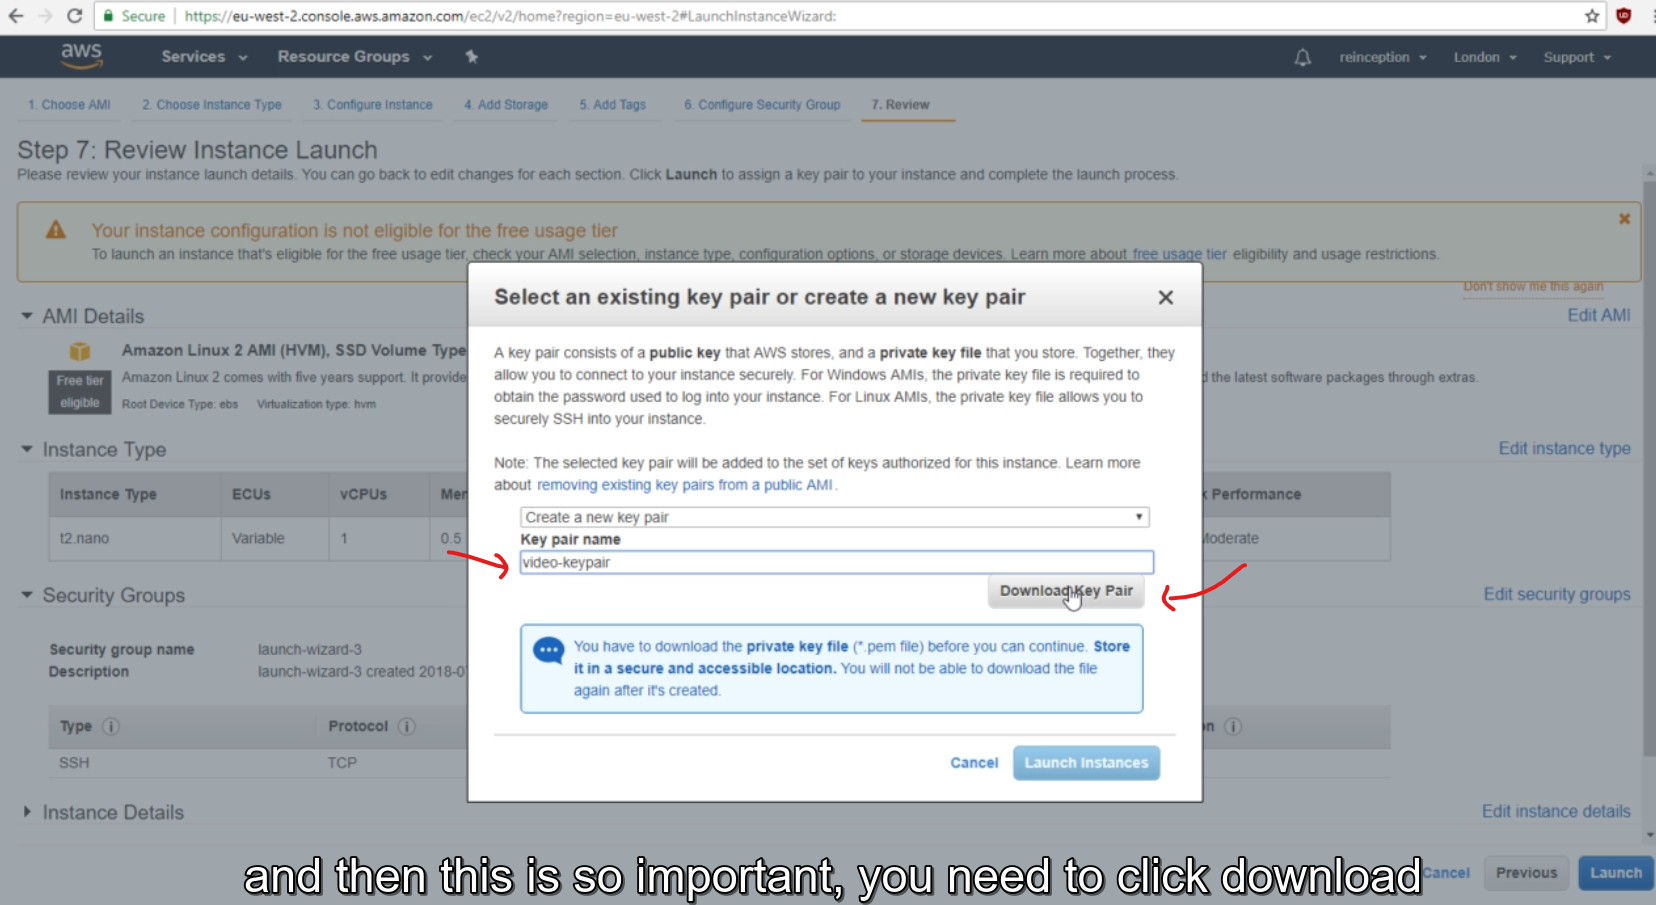 Secure https://eu-west-2.console.aws.amazon.com/ec2/v2/home?region=eu-west-2#LaunchInstanceWizard:
aws Services Resource Groups reinception London Support
1. Choose AMI 2. Choose Instance Type 3. Configure Instance 4. Add Storage 5. Add Tags 6. Configure Security Group 7. Review
Step 7: Review Instance Launch
Please review your instance launch details. You can go back to edit changes for each section. Click Launch to assign a key pair to your instance and complete the launch process.
Your instance configuration is not eligible for the free usage tier
To launch an instance that's eligible for the free usage tier, check your AMI selection, instance type, configuration options, or storage devices. Learn more about free usage tier eligibility and usage restrictions.
Don't show me this again
AMI Details
Edit AMI
Amazon Linux 2 AMI (HVM), SSD Volume Type
Free tier
eligible
Amazon Linux 2 comes with five years support. It provide
d the latest software packages through extras.
Root Device Type: ebs Virtualization type: hvm
Instance Type
Edit instance type
Instance Type ECUs vCPUs Mem
Performance
t2.nano Variable 1 0.5
Moderate
Security Groups
Edit security groups
Security group name launch-wizard-3
Description launch-wizard-3 created 2018-0
Type Protocol
n
SSH TCP
Instance Details
Edit instance details
Select an existing key pair or create a new key pair
A key pair consists of a public key that AWS stores, and a private key file that you store. Together, they
allow you to connect to your instance securely. For Windows AMIs, the private key file is required to
obtain the password used to log into your instance. For Linux AMIs, the private key file allows you to
securely SSH into your instance.
Note: The selected key pair will be added to the set of keys authorized for this instance. Learn more
about removing existing key pairs from a public AMI.
Create a new key pair
Key pair name
video-keypair
Download Key Pair
You have to download the private key file (*.pem file) before you can continue. Store
it in a secure and accessible location. You will not be able to download the file
again after it's created.
Cancel Launch Instances
and then this is so important, you need to click download
Cancel Previous Launch